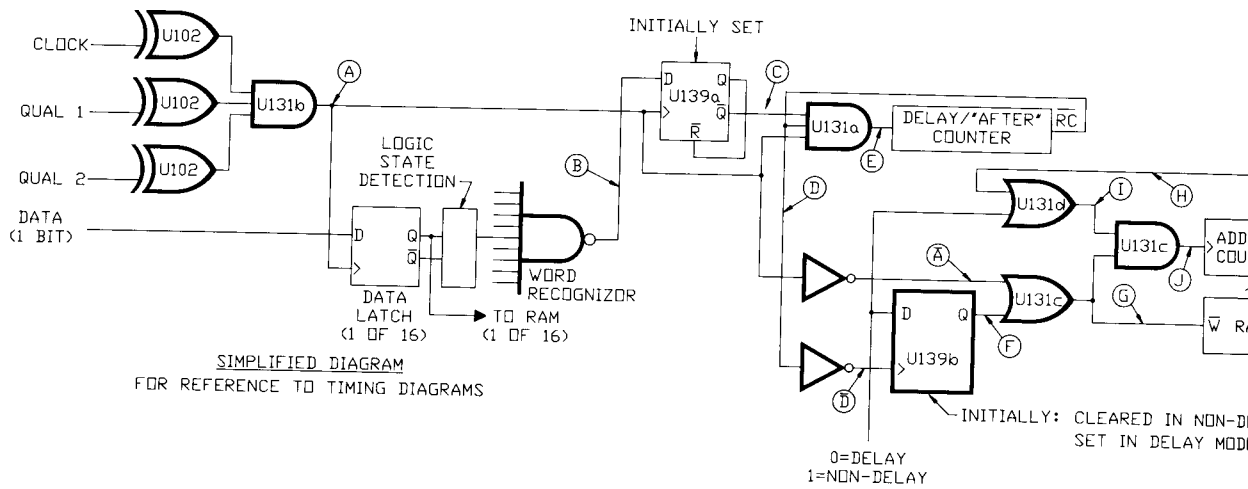 CLOCK
U102
QUAL 1
U102
QUAL 2
U102
U131b
A
DATA
(1 BIT)
LOGIC
STATE
DETECTION
D
Q
Q̅
DATA
LATCH
(1 OF 16)
TO RAM
(1 OF 16)
WORD
RECOGNIZOR
B
SIMPLIFIED DIAGRAM
FOR REFERENCE TO TIMING DIAGRAMS
INITIALLY SET
D
Q
U139a
Q̅
R̅
C
U131a
E
DELAY/"AFTER"
COUNTER
R̅C̅
D
H
U131d
I
U131c
J
ADD
COU
A̅
U131c
G
W̅ RA
D
Q
U139b
F
D̅
INITIALLY: CLEARED IN NON-DE
SET IN DELAY MODE
0=DELAY
1=NON-DELAY